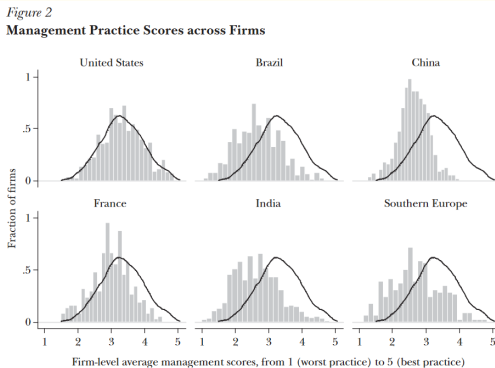 Figure 2
Management Practice Scores across Firms
United States
Brazil
China
1
.5
0
Fraction of firms
France
India
Southern Europe
1
.5
0
1 2 3 4 5 1 2 3 4 5 1 2 3 4 5
Firm-level average management scores, from 1 (worst practice) to 5 (best practice)